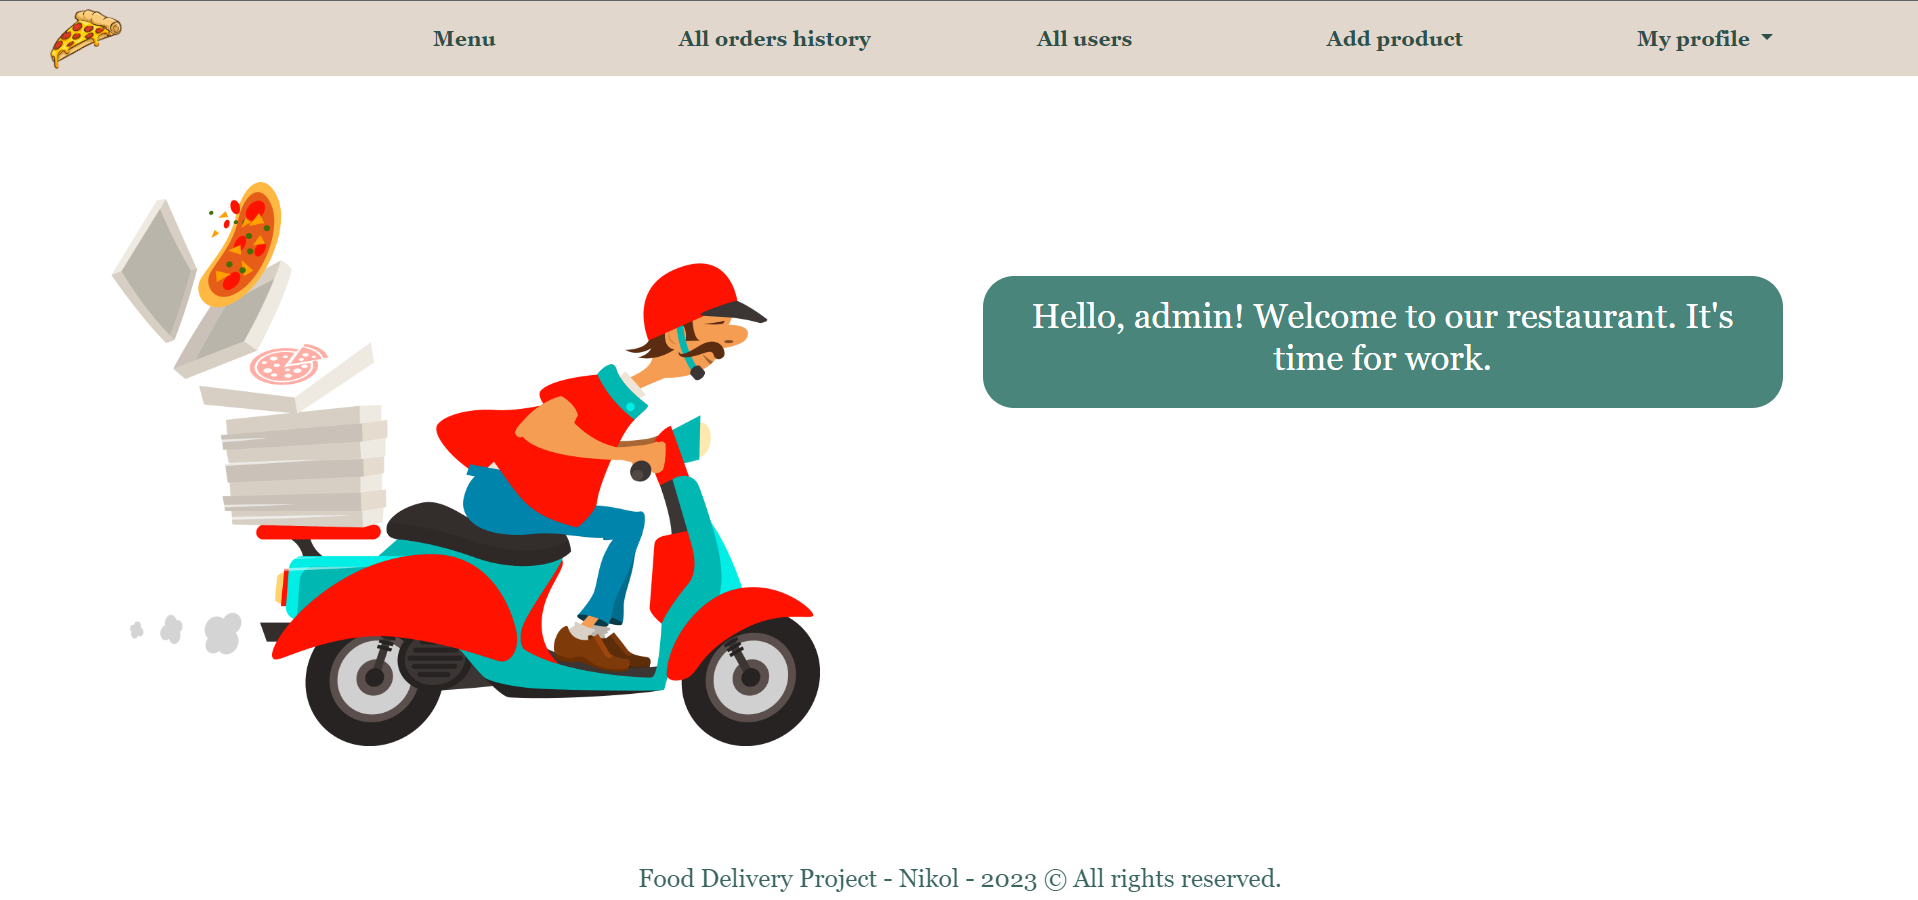 Menu
All orders history
All users
Add product
My profile
Hello, admin! Welcome to our restaurant. It's
time for work.
Food Delivery Project - Nikol - 2023 © All rights reserved.